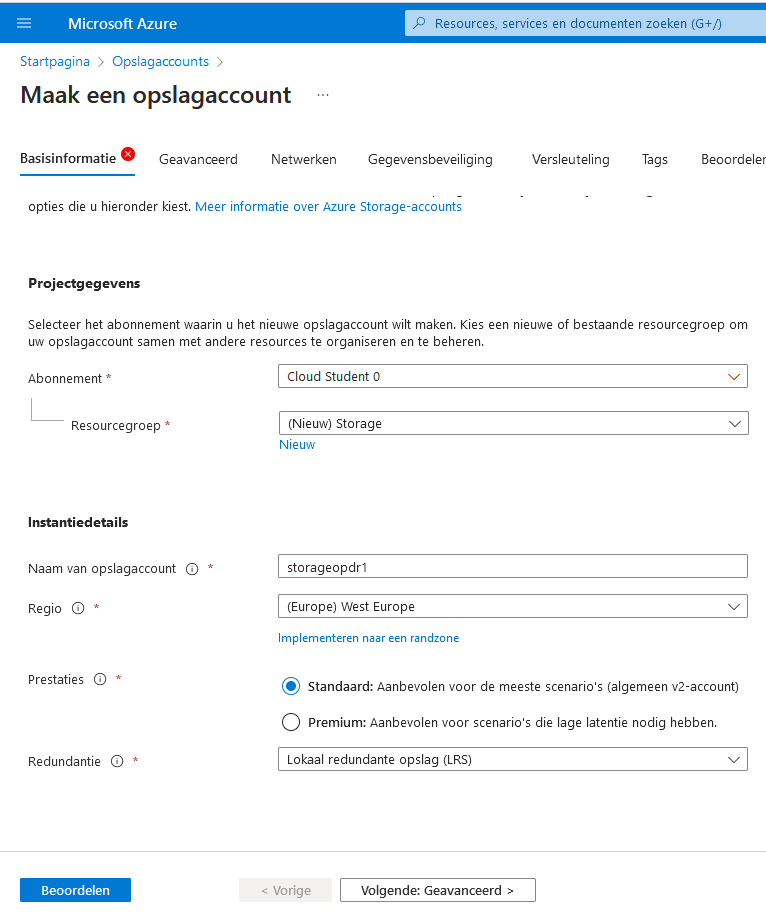 Microsoft Azure
Resources, services en documenten zoeken (G+/)
Startpagina > Opslagaccounts >
Maak een opslagaccount ...
Basisinformatie Geavanceerd Netwerken Gegevensbeveiliging Versleuteling Tags Beoordelen
opties die u hieronder kiest. Meer informatie over Azure Storage-accounts
Projectgegevens
Selecteer het abonnement waarin u het nieuwe opslagaccount wilt maken. Kies een nieuwe of bestaande resourcegroep om
uw opslagaccount samen met andere resources te organiseren en te beheren.
Abonnement *
Cloud Student 0
Resourcegroep *
(Nieuw) Storage
Nieuw
Instantiedetails
Naam van opslagaccount *
storageopdr1
Regio *
(Europe) West Europe
Implementeren naar een randzone
Prestaties *
Standaard: Aanbevolen voor de meeste scenario's (algemeen v2-account)
Premium: Aanbevolen voor scenario's die lage latentie nodig hebben.
Redundantie *
Lokaal redundante opslag (LRS)
Beoordelen
< Vorige
Volgende: Geavanceerd >